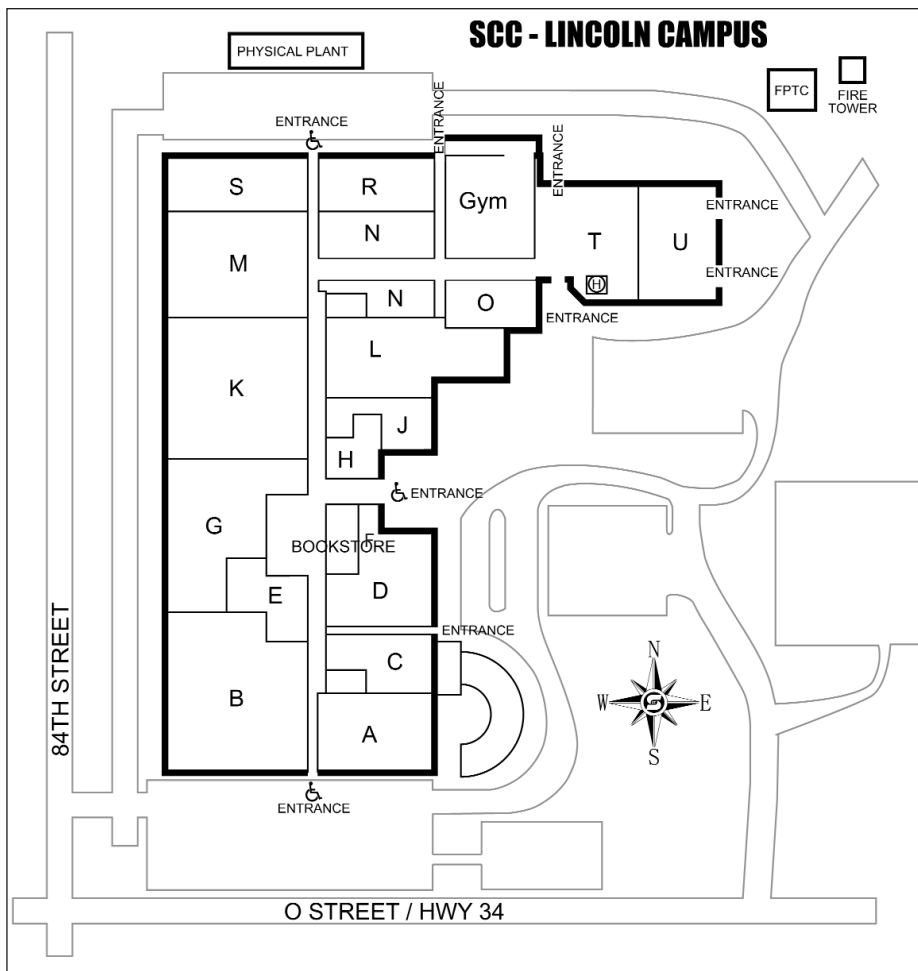 SCC - LINCOLN CAMPUS
PHYSICAL PLANT
FPTC
FIRE
TOWER
ENTRANCE
ENTRANCE
ENTRANCE
S
R
Gym
ENTRANCE
T
U
N
M
ENTRANCE
H
N
O
ENTRANCE
L
K
J
H
ENTRANCE
G
BOOKSTORE
F
E
D
ENTRANCE
C
B
A
84TH STREET
N
W
E
S
S
ENTRANCE
O STREET / HWY 34